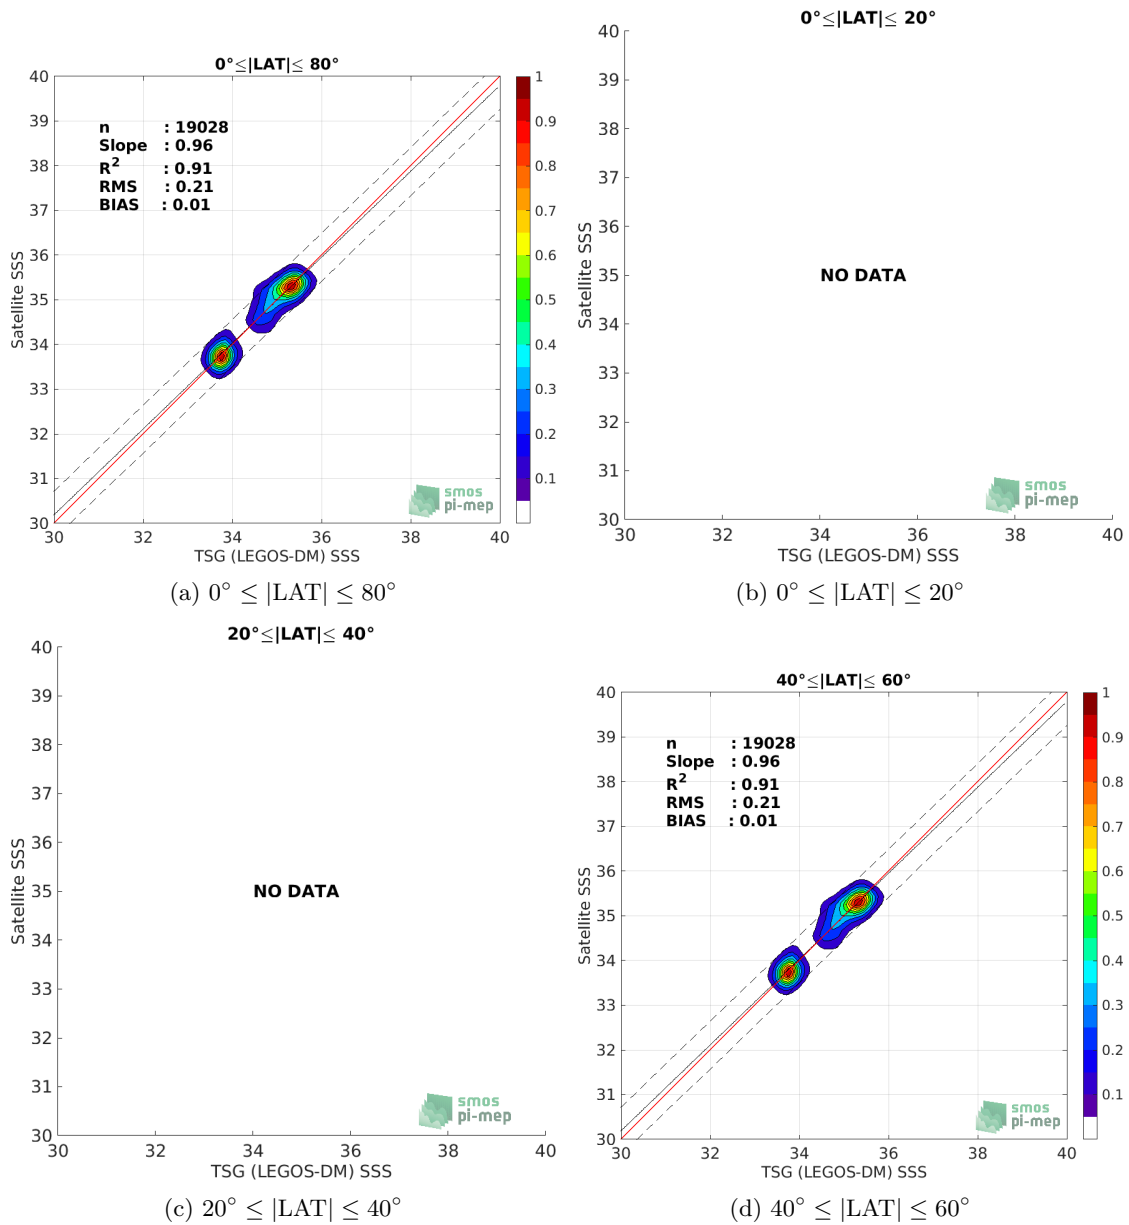 0°≤|LAT|≤ 80°
40
39
38
37
36
35
34
33
32
31
30
Satellite SSS
n : 19028
Slope : 0.96
R2 : 0.91
RMS : 0.21
BIAS : 0.01
smos
pi-mep
30 32 34 36 38 40
TSG (LEGOS-DM) SSS
1
0.9
0.8
0.7
0.6
0.5
0.4
0.3
0.2
0.1
(a) 0° ≤ |LAT| ≤ 80°
0°≤|LAT|≤ 20°
40
39
38
37
36
35
34
33
32
31
30
Satellite SSS
NO DATA
smos
pi-mep
30 32 34 36 38 40
TSG (LEGOS-DM) SSS
(b) 0° ≤ |LAT| ≤ 20°
20°≤|LAT|≤ 40°
40
39
38
37
36
35
34
33
32
31
30
Satellite SSS
NO DATA
smos
pi-mep
30 32 34 36 38 40
TSG (LEGOS-DM) SSS
(c) 20° ≤ |LAT| ≤ 40°
40°≤|LAT|≤ 60°
40
39
38
37
36
35
34
33
32
31
30
Satellite SSS
n : 19028
Slope : 0.96
R2 : 0.91
RMS : 0.21
BIAS : 0.01
smos
pi-mep
30 32 34 36 38 40
TSG (LEGOS-DM) SSS
1
0.9
0.8
0.7
0.6
0.5
0.4
0.3
0.2
0.1
(d) 40° ≤ |LAT| ≤ 60°